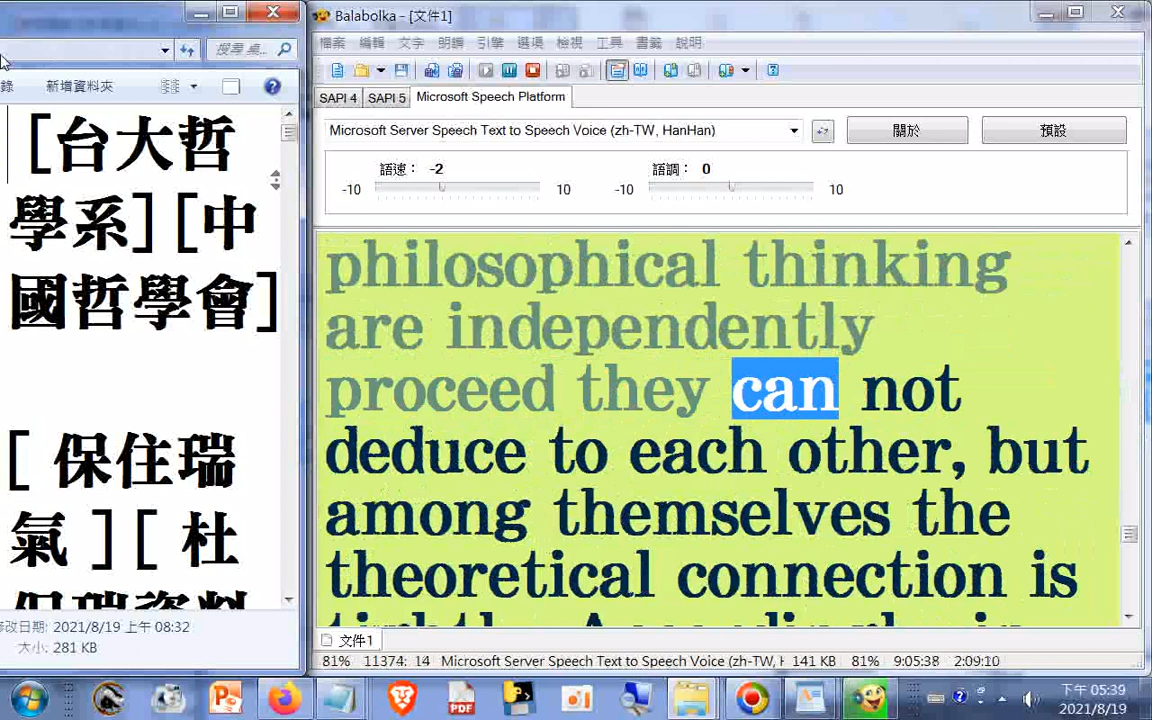 搜尋 桌...
錄
新增資料夾
[台大哲
學系][中
國哲學會]
[ 保住瑞
氣 ] [ 杜
修改日期: 2021/8/19 上午 08:32
大小: 281 KB
Balabolka - [文件1]
檔案 編輯 文字 朗讀 引擎 選項 檢視 工具 書籤 說明
SAPI 4 SAPI 5 Microsoft Speech Platform
Microsoft Server Speech Text to Speech Voice (zh-TW, HanHan)
關於
預設
語速: -2
語調: 0
-10 10 -10 10
philosophical thinking
are independently
proceed they can not
deduce to each other, but
among themselves the
theoretical connection is
文件1
81% 11374: 14 Microsoft Server Speech Text to Speech Voice (zh-TW, H 141 KB 81% 9:05:38 2:09:10
PDF
下午 05:39
2021/8/19